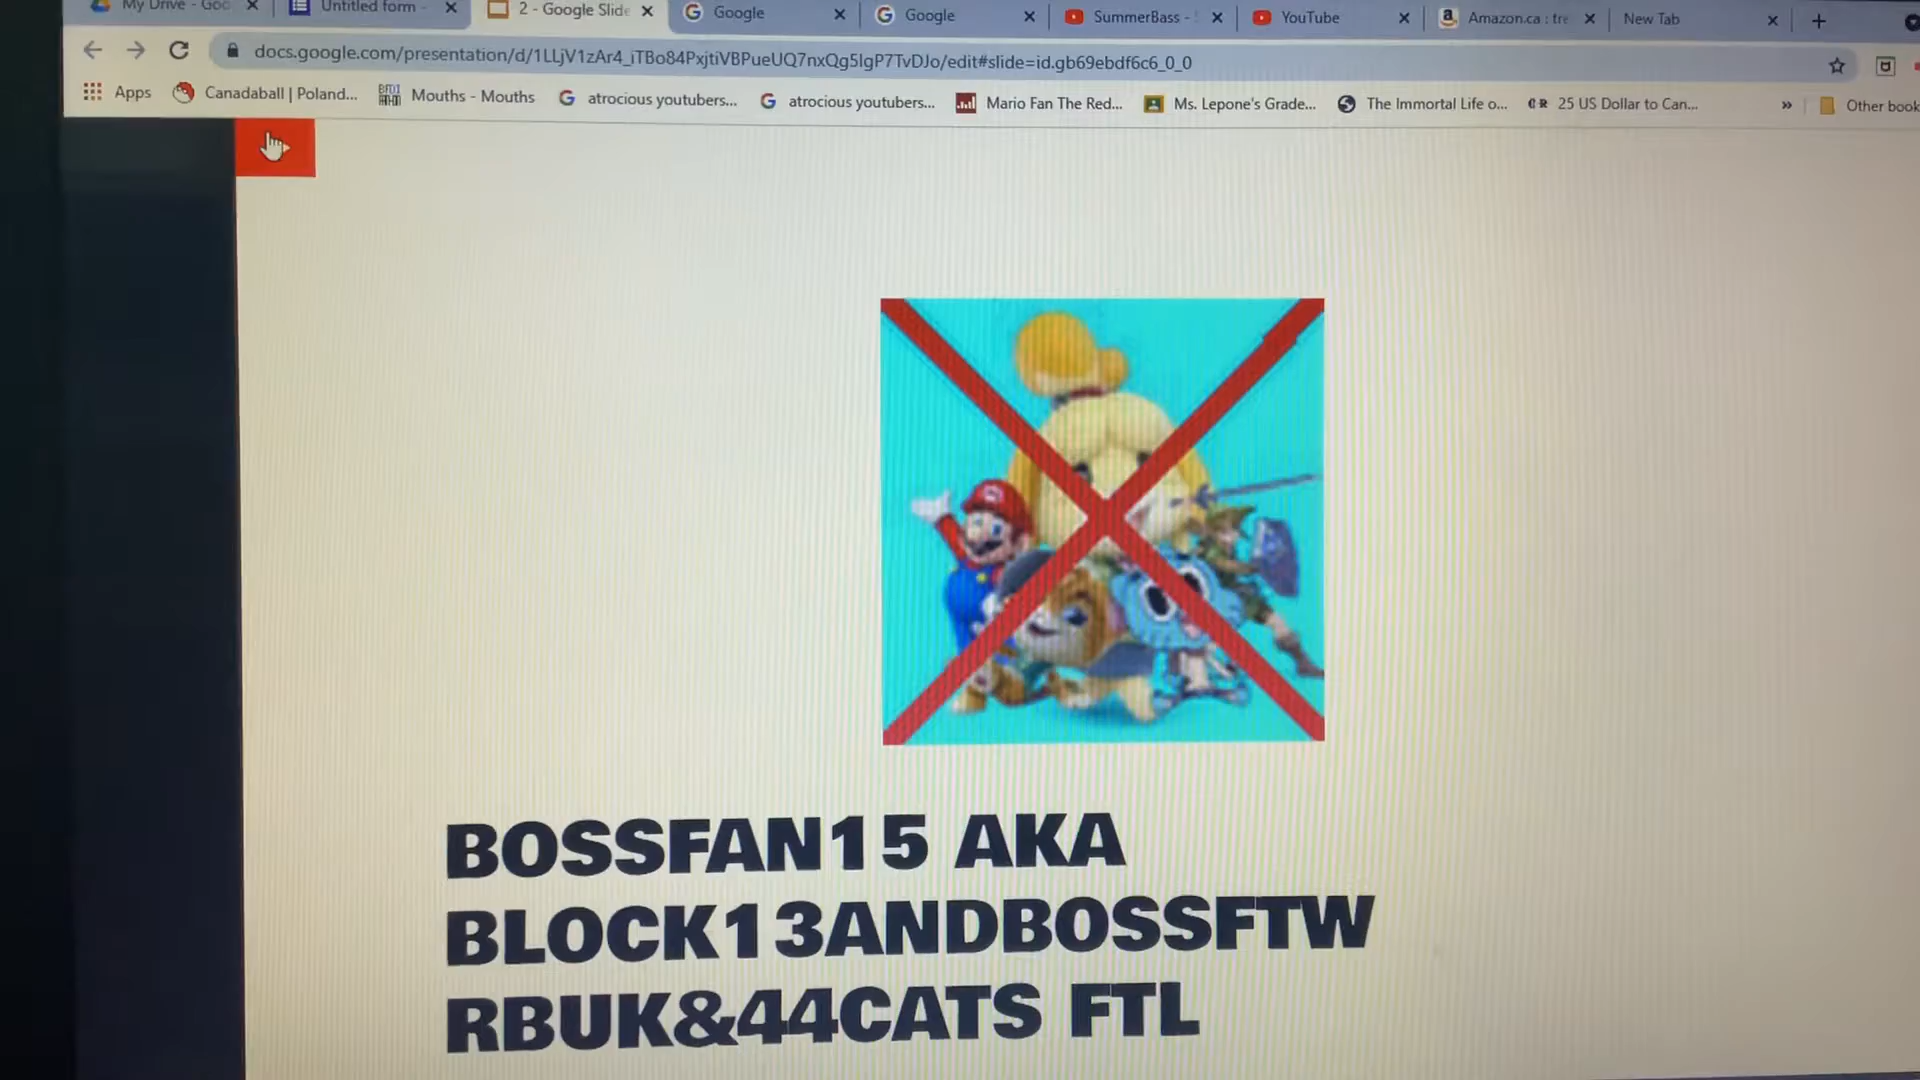 My Drive - Goo
Untitled form -
2 - Google Slide
Google
Google
SummerBass -
YouTube
Amazon.ca : tre
New Tab
docs.google.com/presentation/d/1LLjV1zAr4_iTBo84PxjtiVBPueUQ7nxQg5IgP7TvDJo/edit#slide=id.gb69ebdf6c6_0_0
Apps
Canadaball | Poland...
Mouths - Mouths
atrocious youtubers...
atrocious youtubers...
Mario Fan The Red...
Ms. Lepone's Grade...
The Immortal Life o...
25 US Dollar to Can...
»
Other book
BOSSFAN15 AKA
BLOCK13ANDBOSSFTW
RBUK&44CATS FTL